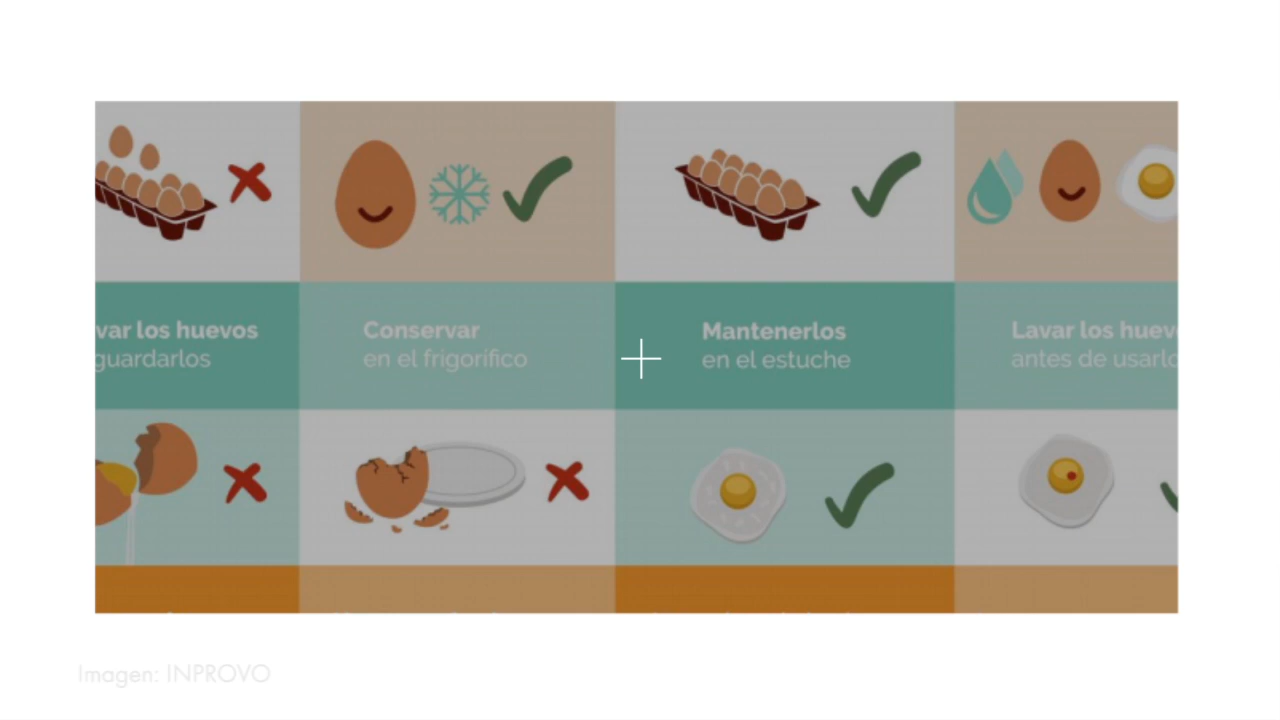 var los huevos
guardarlos
Conservar
en el frigorífico
Mantenerlos
en el estuche
Lavar los huev
antes de usarl
Imagen: INPROVO